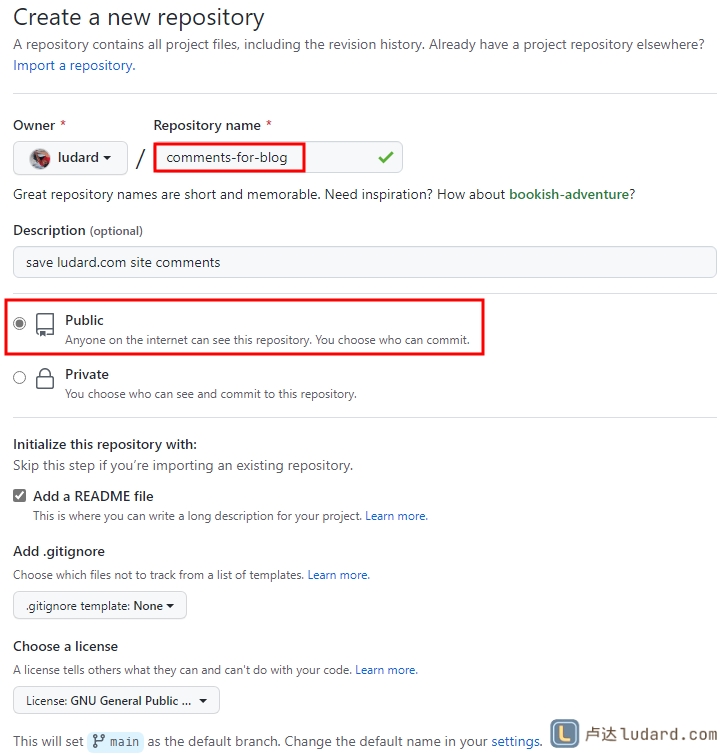 Create a new repository
A repository contains all project files, including the revision history. Already have a project repository elsewhere?
Import a repository.
Owner * Repository name *
ludard / comments-for-blog
Great repository names are short and memorable. Need inspiration? How about bookish-adventure?
Description (optional)
save ludard.com site comments
Public
Anyone on the internet can see this repository. You choose who can commit.
Private
You choose who can see and commit to this repository.
Initialize this repository with:
Skip this step if you’re importing an existing repository.
Add a README file
This is where you can write a long description for your project. Learn more.
Add .gitignore
Choose which files not to track from a list of templates. Learn more.
.gitignore template: None
Choose a license
A license tells others what they can and can't do with your code. Learn more.
License: GNU General Public ...
This will set main as the default branch. Change the default name in your settings.
L 卢达ludard.com